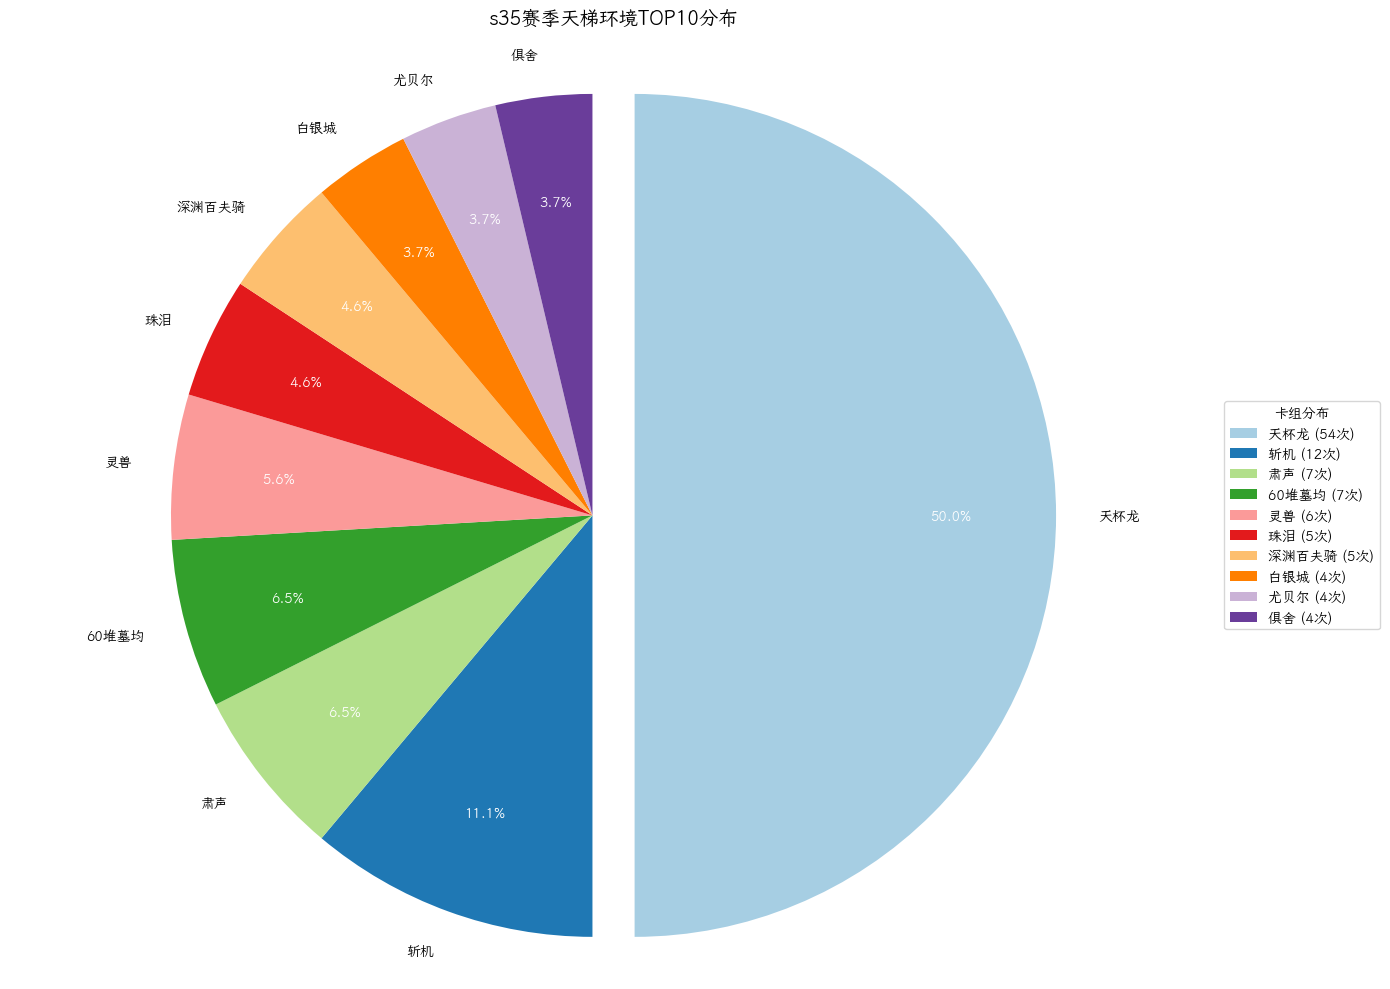 s35赛季天梯环境TOP10分布
俱舍
尤贝尔
白银城
深渊百夫骑
珠泪
灵兽
60堆墓均
肃声
斩机
天杯龙
3.7%
3.7%
3.7%
4.6%
4.6%
5.6%
6.5%
6.5%
11.1%
50.0%
卡组分布
天杯龙 (54次)
斩机 (12次)
肃声 (7次)
60堆墓均 (7次)
灵兽 (6次)
珠泪 (5次)
深渊百夫骑 (5次)
白银城 (4次)
尤贝尔 (4次)
俱舍 (4次)